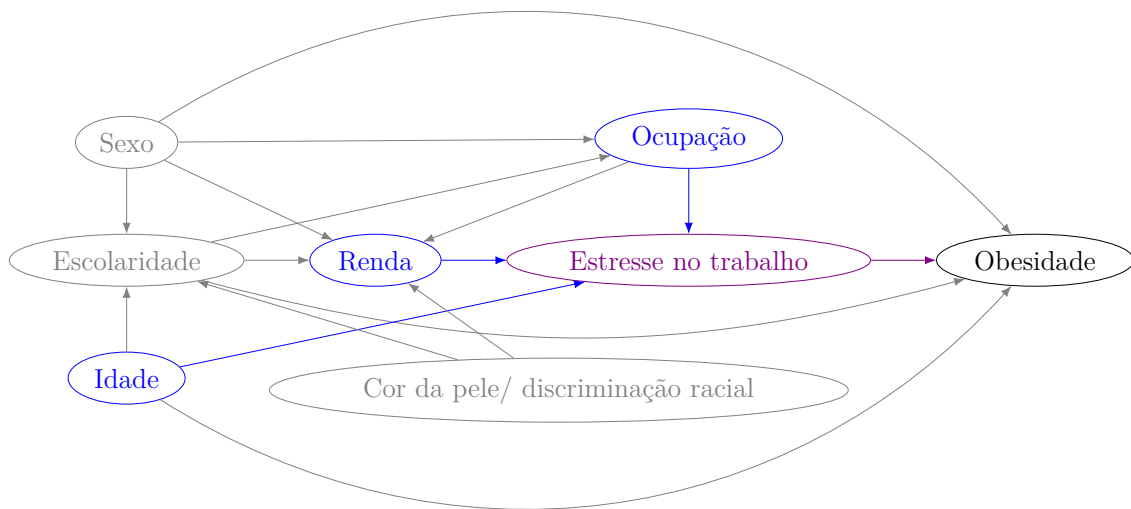 Sexo
Ocupação
Escolaridade
Renda
Estresse no trabalho
Obesidade
Idade
Cor da pele/ discriminação racial